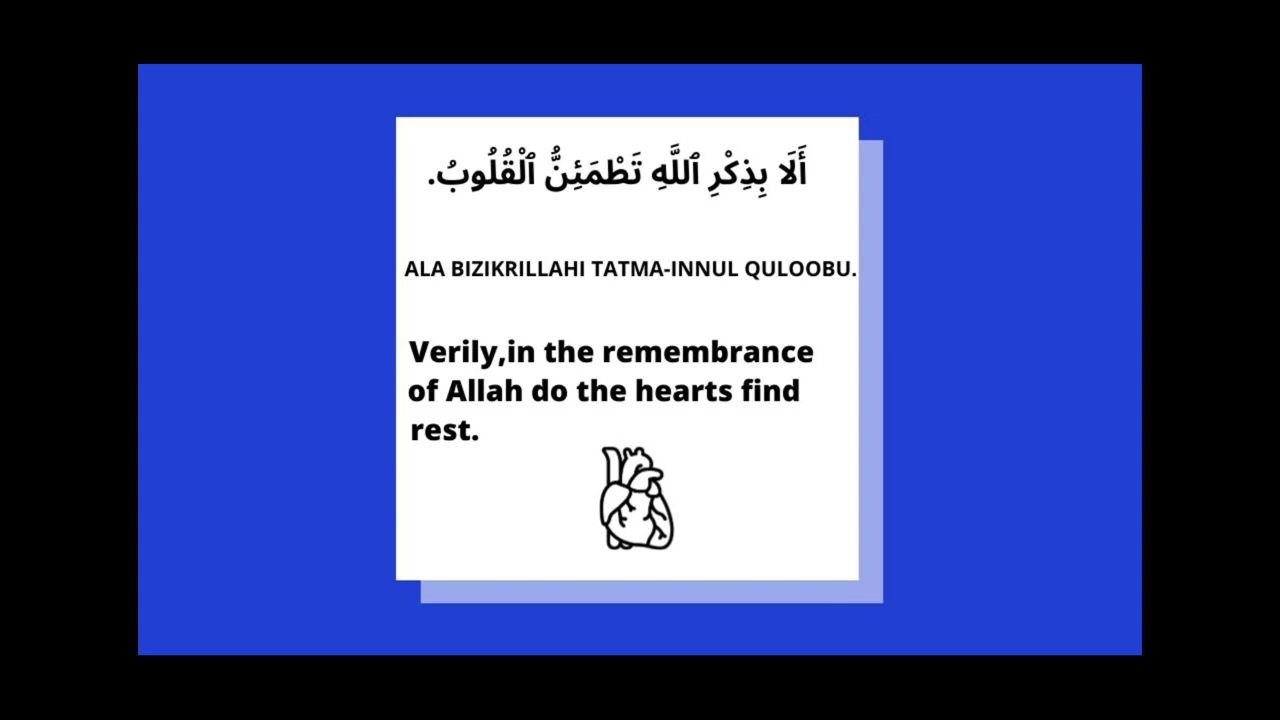 أَلَا بِذِكْرِ ٱللَّهِ تَطْمَئِنُّ ٱلْقُلُوبُ.
ALA BIZIKRILLAHI TATMA-INNUL QULOOBU.
Verily,in the remembrance
of Allah do the hearts find
rest.